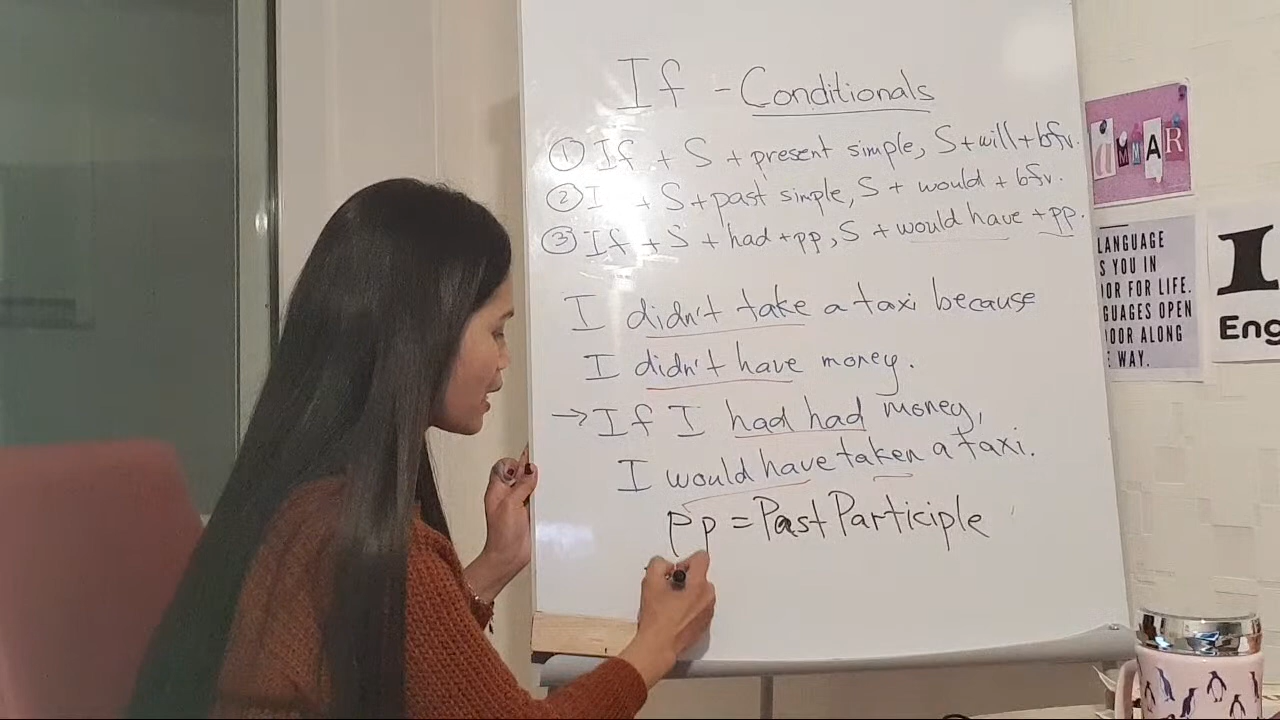 If - Conditionals
① If + S + present simple, S+will+bfv.
② I + S+past simple, S + would + bfv.
③ If + S + had +pp, S + would have + pp.
I didn't take a taxi because
I didn't have money.
→ If I had had money,
I would have taken a taxi.
pp = Past Participle
AMMAR
LANGUAGE
S YOU IN
OR FOR LIFE.
GUAGES OPEN
OOR ALONG
E WAY.
I
Eng